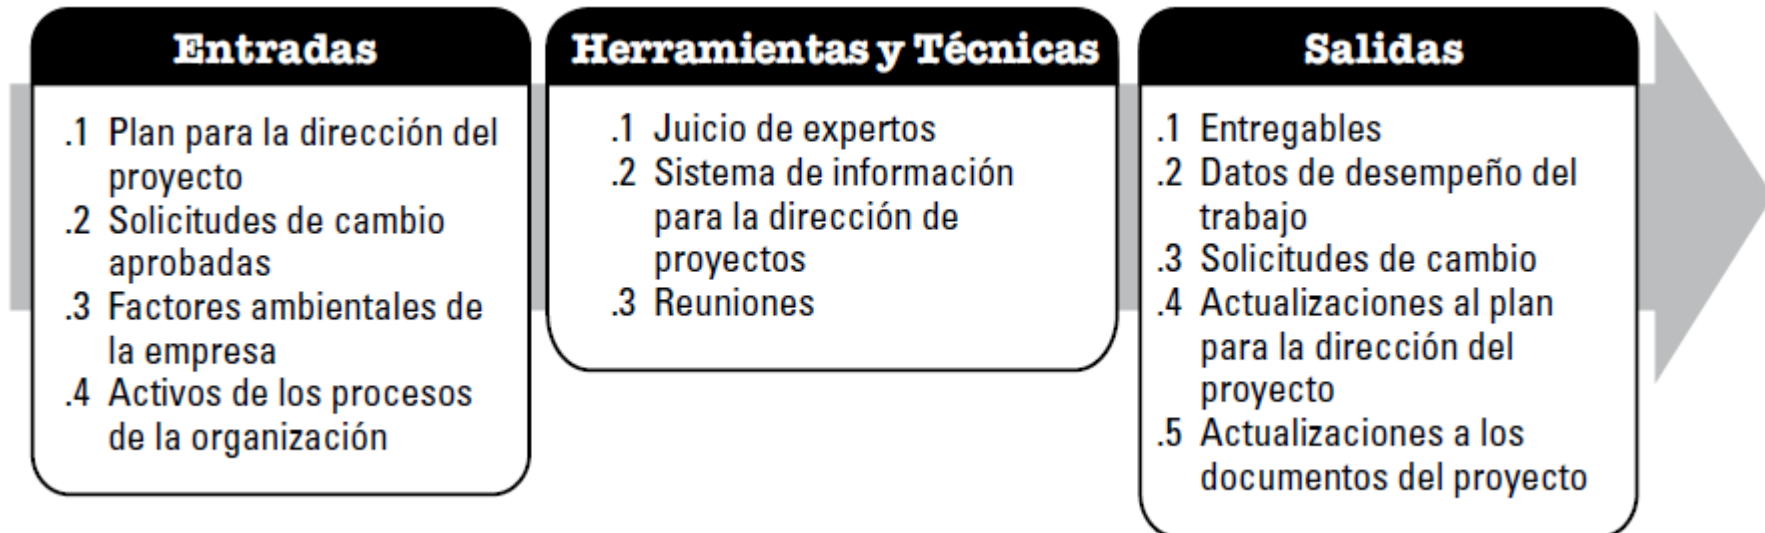 Entradas
.1 Plan para la dirección del
proyecto
.2 Solicitudes de cambio
aprobadas
.3 Factores ambientales de
la empresa
.4 Activos de los procesos
de la organización
Herramientas y Técnicas
.1 Juicio de expertos
.2 Sistema de información
para la dirección de
proyectos
.3 Reuniones
Salidas
.1 Entregables
.2 Datos de desempeño del
trabajo
.3 Solicitudes de cambio
.4 Actualizaciones al plan
para la dirección del
proyecto
.5 Actualizaciones a los
documentos del proyecto